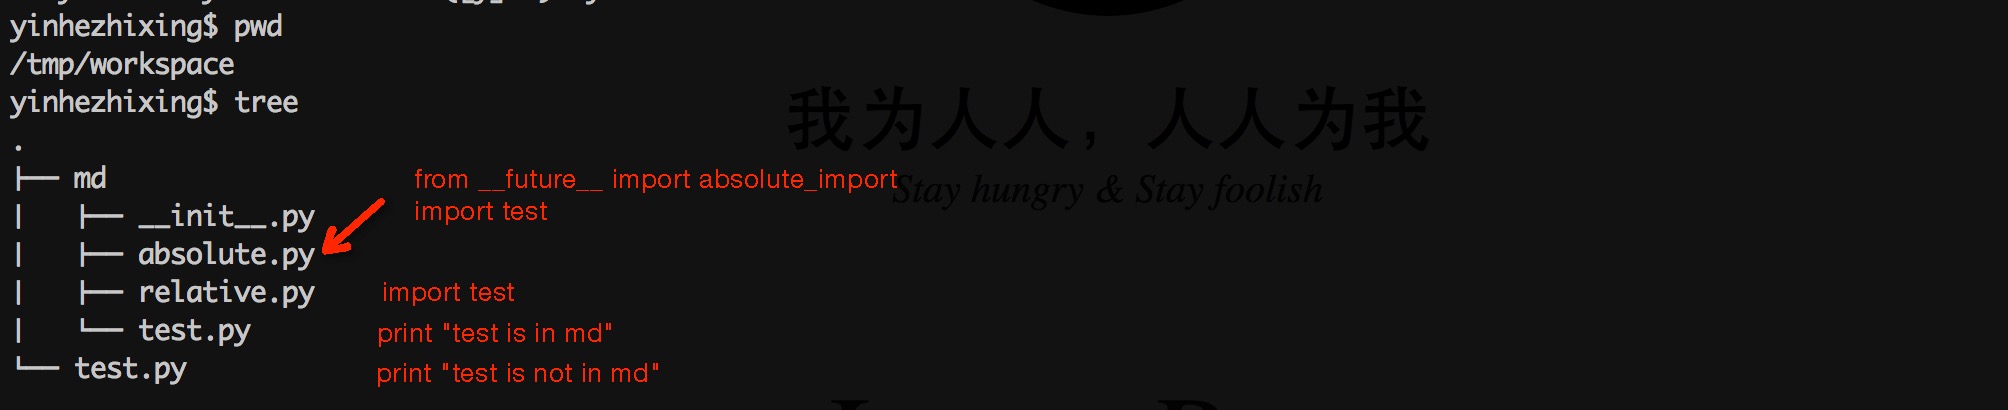 yinhezhixing$ pwd
/tmp/workspace
yinhezhixing$ tree
.
├── md
│   ├── __init__.py
│   ├── absolute.py
│   ├── relative.py
│   └── test.py
└── test.py
from __future__ import absolute_import
import test
import test
print "test is in md"
print "test is not in md"
我为人人，人人为我
Stay hungry & Stay foolish